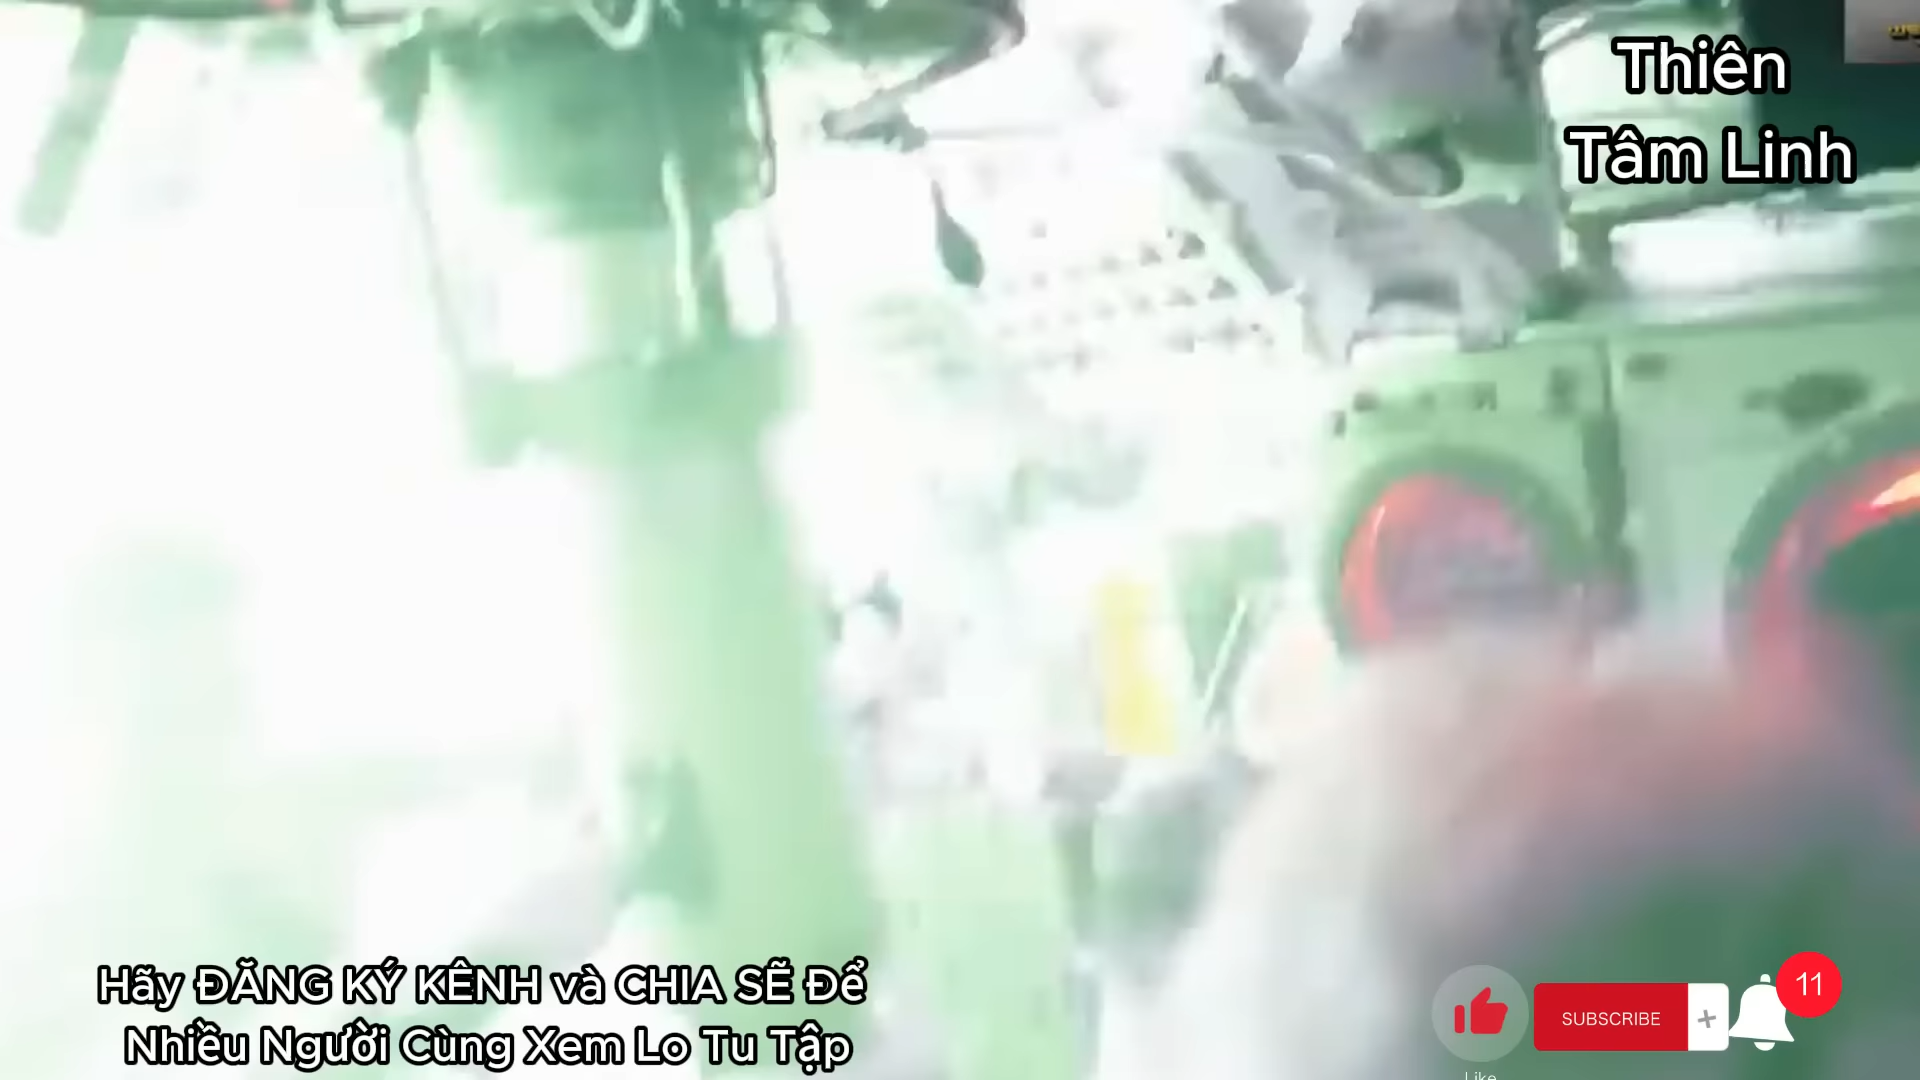 Thiên
Tâm Linh
Hãy ĐĂNG KÝ KÊNH và CHIA SẼ Để
Nhiều Người Cùng Xem Lo Tu Tập
11
SUBSCRIBE +
Like